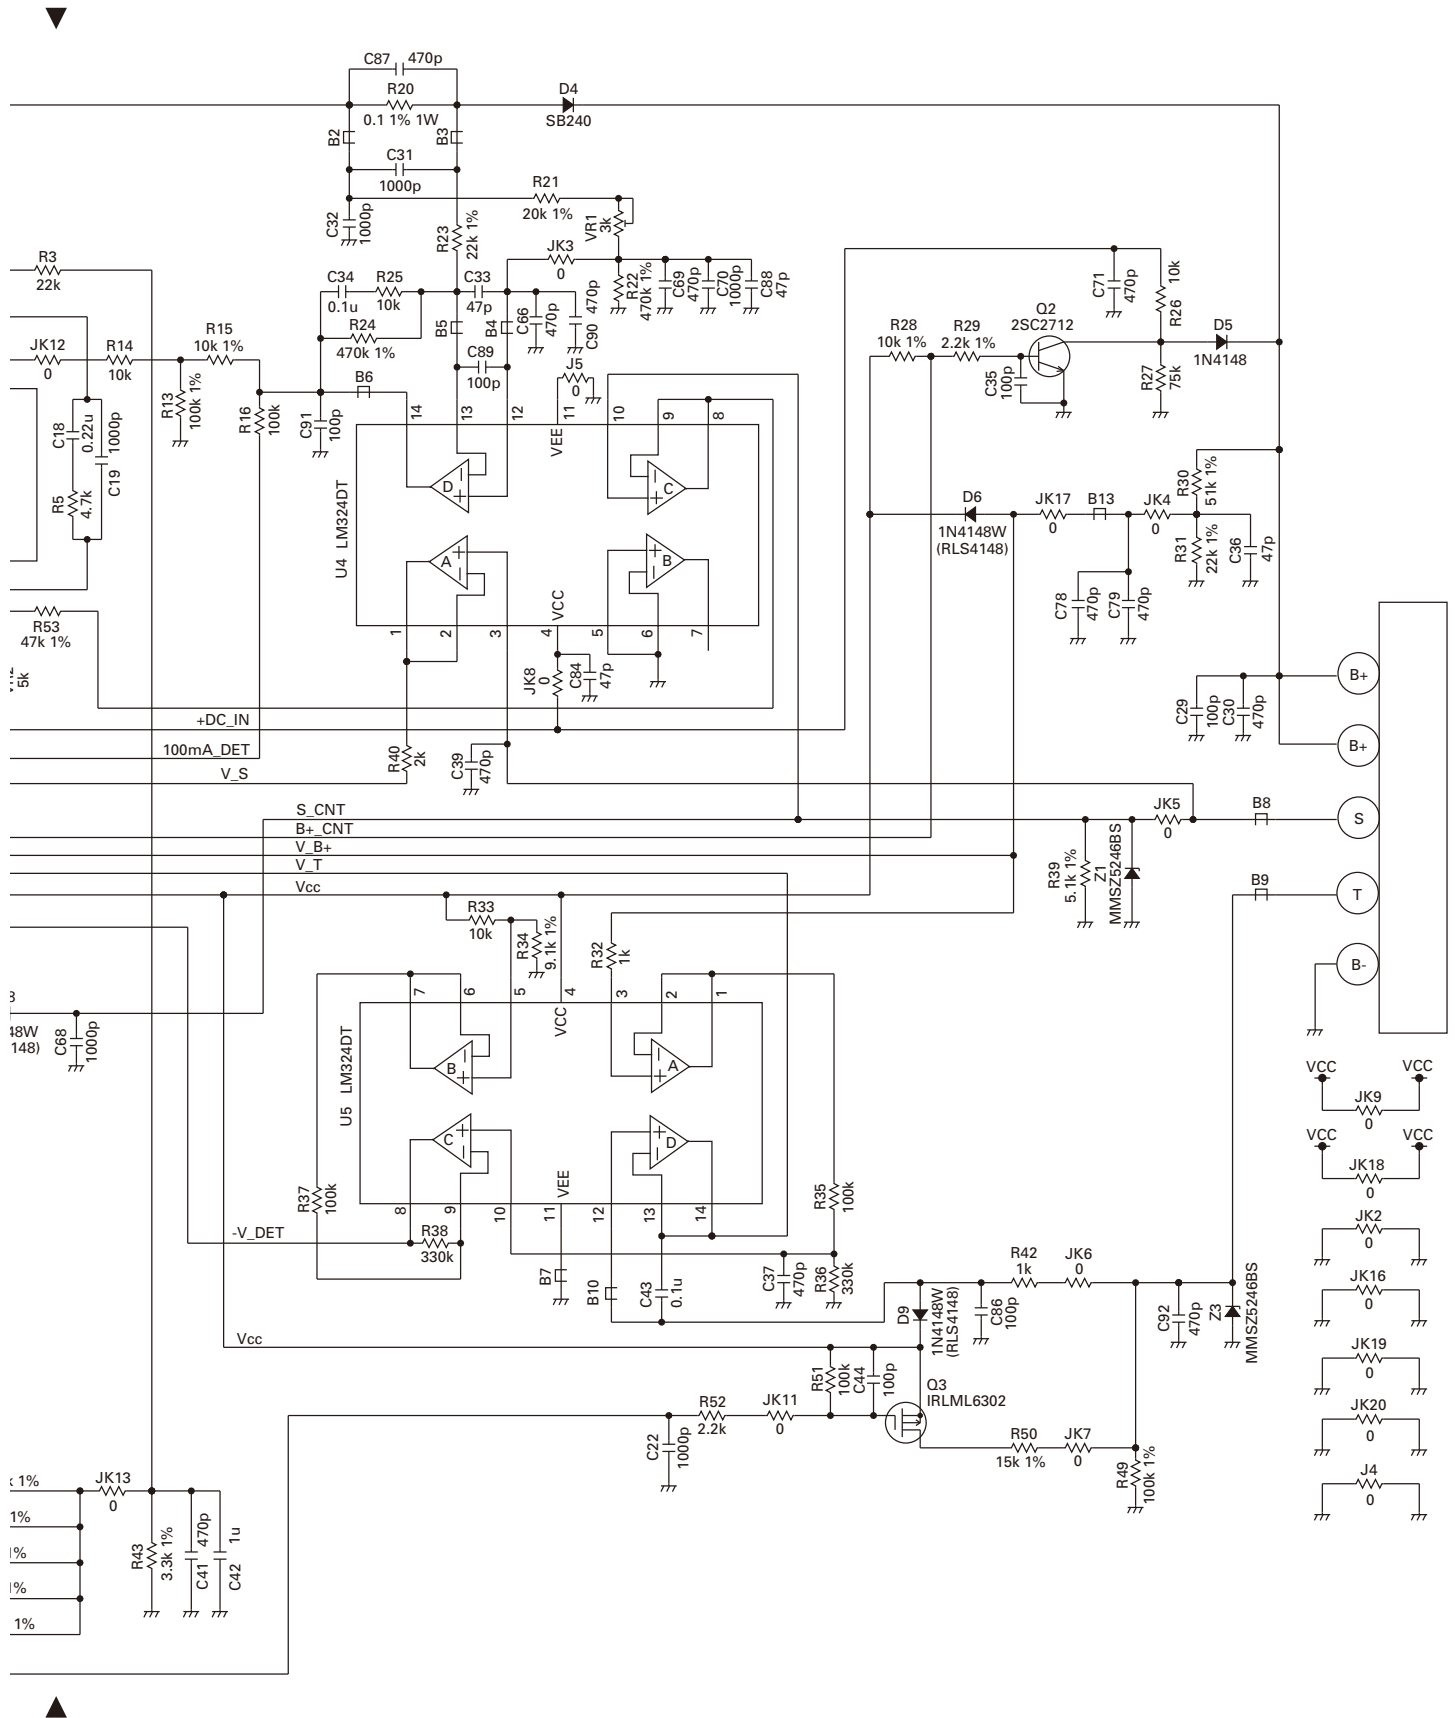 C87 470p
R20
0.1 1% 1W
D4
SB240
B2
B3
C31
1000p
C32
1000p
R21
20k 1%
VR1
3k
R23
22k 1%
JK3
0
R22
470k 1%
C69
470p
C70
1000p
C88
47p
R3
22k
C34
0.1u
R25
10k
C33
47p
C66
470p
C90
470p
R24
470k 1%
B5
B4
C89
100p
R15
10k 1%
JK12
0
R14
10k
R13
100k 1%
R16
100k
B6
C91
100p
J5
0
C71
470p
R26
10k
Q2
2SC2712
D5
1N4148
R28
10k 1%
R29
2.2k 1%
C35
100p
R27
75k
C18
0.22u
1000p
C19
R5
4.7k
14
13
12
11
VEE
10
9
8
D
C
A
B
U4 LM324DT
1
2
3
4
VCC
5
6
7
R30
51k 1%
D6
1N4148W
(RLS4148)
JK17
0
B13
JK4
0
R31
22k 1%
C36
47p
C78
470p
C79
470p
R53
47k 1%
5k
JK8
0
C84
47p
C29
100p
C30
470p
B+
B+
S
T
B-
+DC_IN
100mA_DET
V_S
R40
2k
C39
470p
S_CNT
B+_CNT
V_B+
V_T
Vcc
JK5
0
B8
R39
5.1k 1%
Z1
MMSZ5246BS
B9
R33
10k
R34
9.1k 1%
R32
1k
48W
148)
C68
1000p
7
6
5
4
VCC
3
2
1
B
A
C
D
U5 LM324DT
8
9
10
11
VEE
12
13
14
R37
100k
R35
100k
-V_DET
R38
330k
B7
B10
C43
0.1u
C37
470p
R36
330k
VCC
VCC
JK9
0
VCC
VCC
JK18
0
JK2
0
JK16
0
JK19
0
JK20
0
J4
0
D9
1N4148W
(RLS4148)
C86
100p
R42
1k
JK6
0
C92
470p
Z3
MMSZ5246BS
Vcc
R51
100k
C44
100p
Q3
IRLML6302
R52
2.2k
JK11
0
C22
1000p
R50
15k 1%
JK7
0
R49
100k 1%
k 1%
1%
1%
1%
1%
JK13
0
R43
3.3k 1%
C41
470p
C42
1u